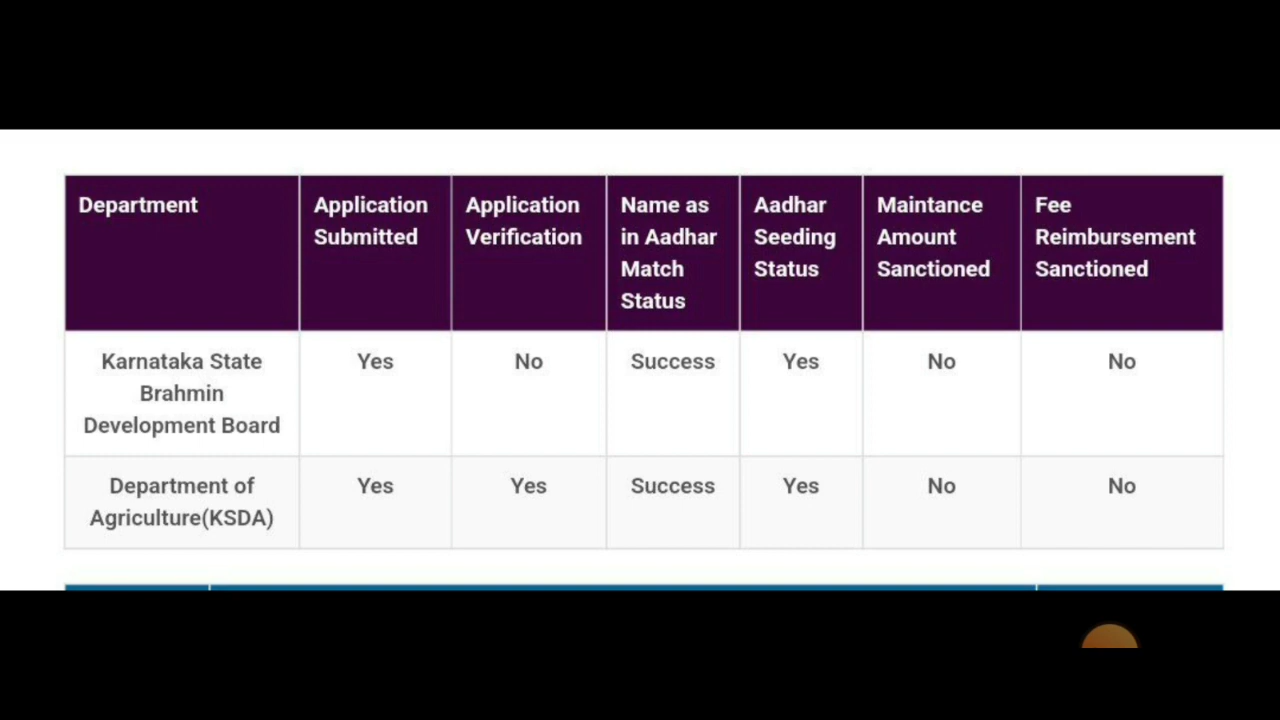 Department
Application
Submitted
Application
Verification
Name as
in Aadhar
Match
Status
Aadhar
Seeding
Status
Maintance
Amount
Sanctioned
Fee
Reimbursement
Sanctioned
Karnataka State
Brahmin
Development Board
Yes
No
Success
Yes
No
No
Department of
Agriculture(KSDA)
Yes
Yes
Success
Yes
No
No